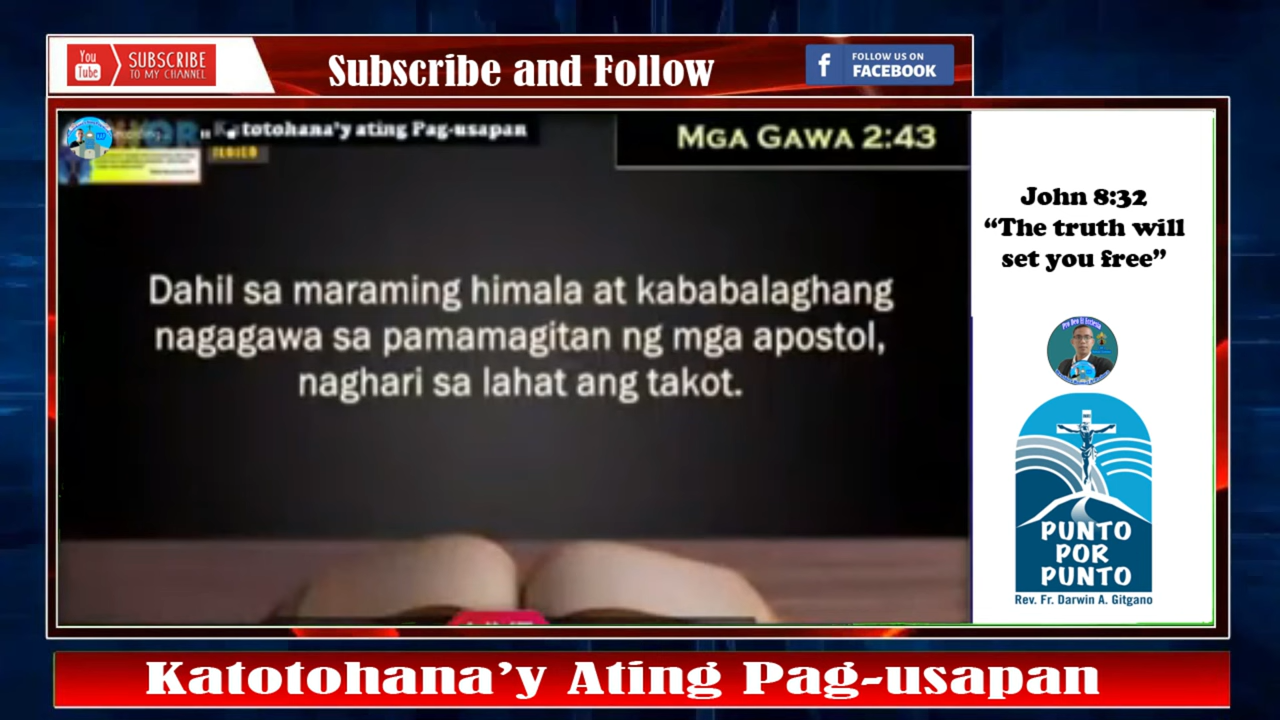 You
Tube
SUBSCRIBE
TO MY CHANNEL
Subscribe and Follow
f
FOLLOW US ON
FACEBOOK
totohana'y ating Pag-usapan
MGA GAWA 2:43
Dahil sa maraming himala at kababalaghang
nagagawa sa pamamagitan ng mga apostol,
naghari sa lahat ang takot.
John 8:32
“The truth will
set you free”
PUNTO
POR
PUNTO
Rev. Fr. Darwin A. Gitgano
Katotohana’y Ating Pag-usapan